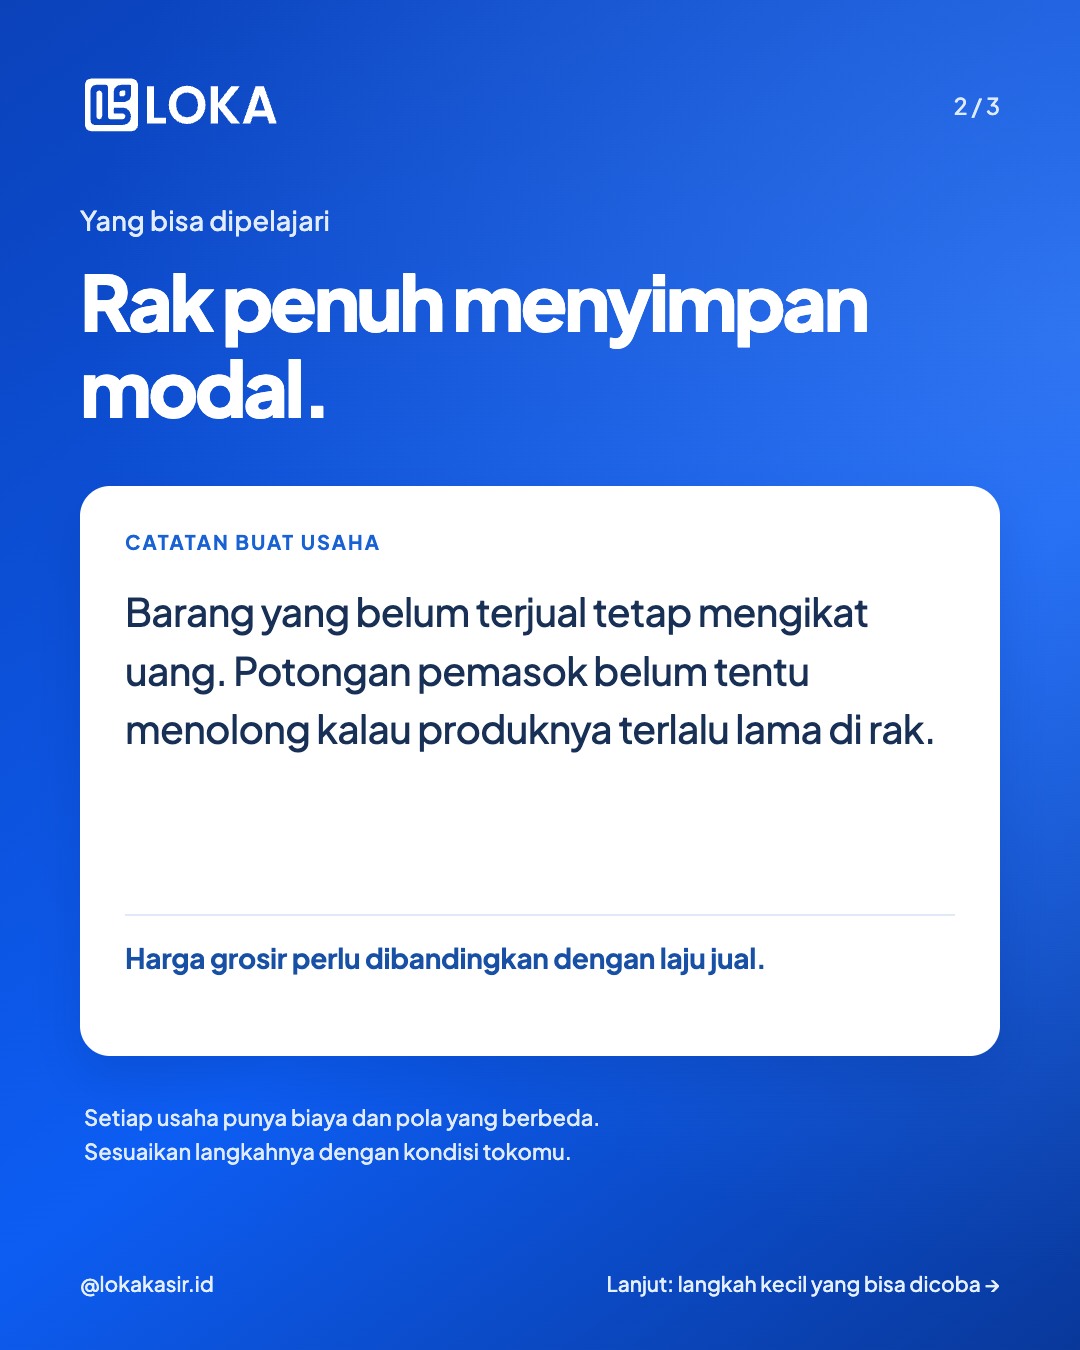 LOKA
2 / 3
Yang bisa dipelajari
Rak penuh menyimpan
modal.
CATATAN BUAT USAHA
Barang yang belum terjual tetap mengikat
uang. Potongan pemasok belum tentu
menolong kalau produknya terlalu lama di rak.
Harga grosir perlu dibandingkan dengan laju jual.
Setiap usaha punya biaya dan pola yang berbeda.
Sesuaikan langkahnya dengan kondisi tokomu.
@lokakasir.id
Lanjut: langkah kecil yang bisa dicoba →